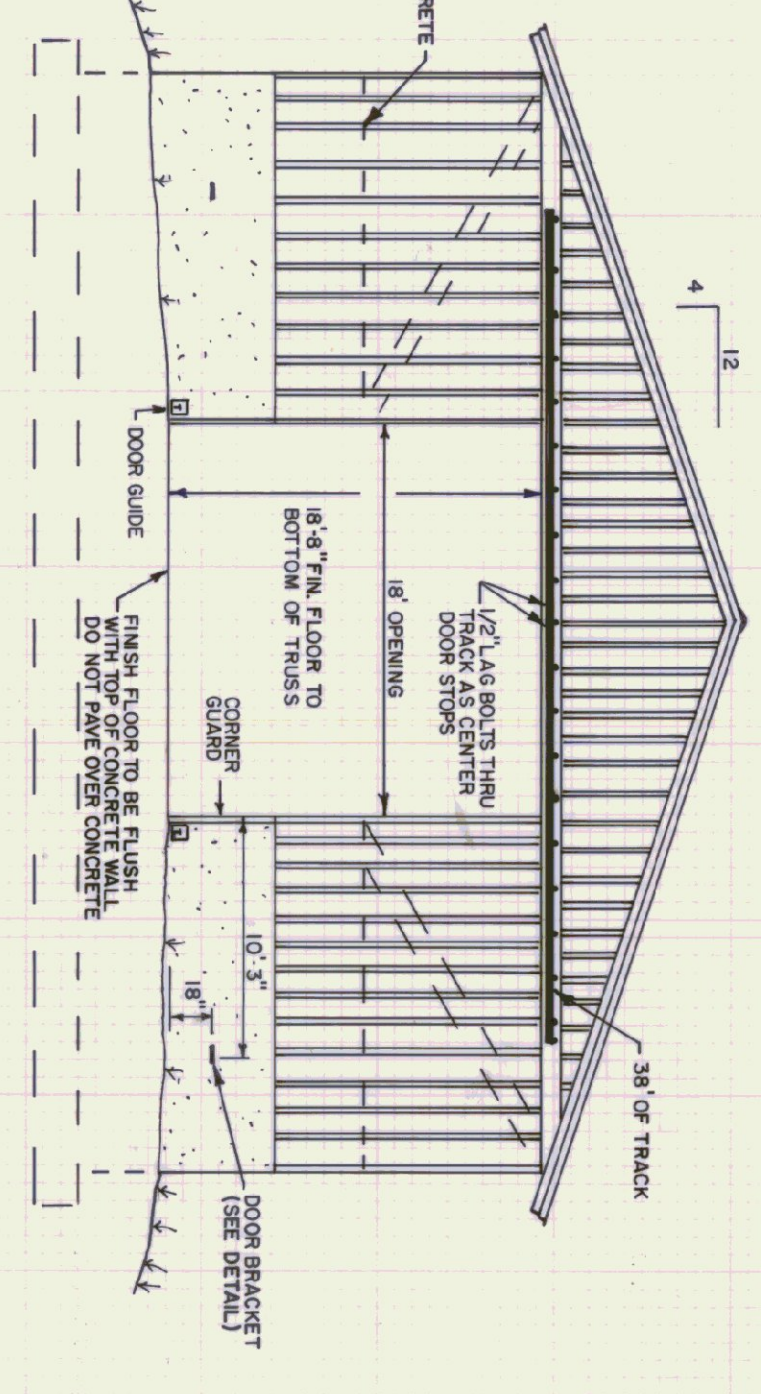 RETE
4
12
DOOR GUIDE
18'-8" FIN. FLOOR TO
BOTTOM OF TRUSS
18' OPENING
1/2" LAG BOLTS THRU
TRACK AS CENTER
DOOR STOPS
FINISH FLOOR TO BE FLUSH
WITH TOP OF CONCRETE WALL
DO NOT PAVE OVER CONCRETE
CORNER
GUARD
10'-3"
18"
38' OF TRACK
DOOR BRACKET
(SEE DETAIL)